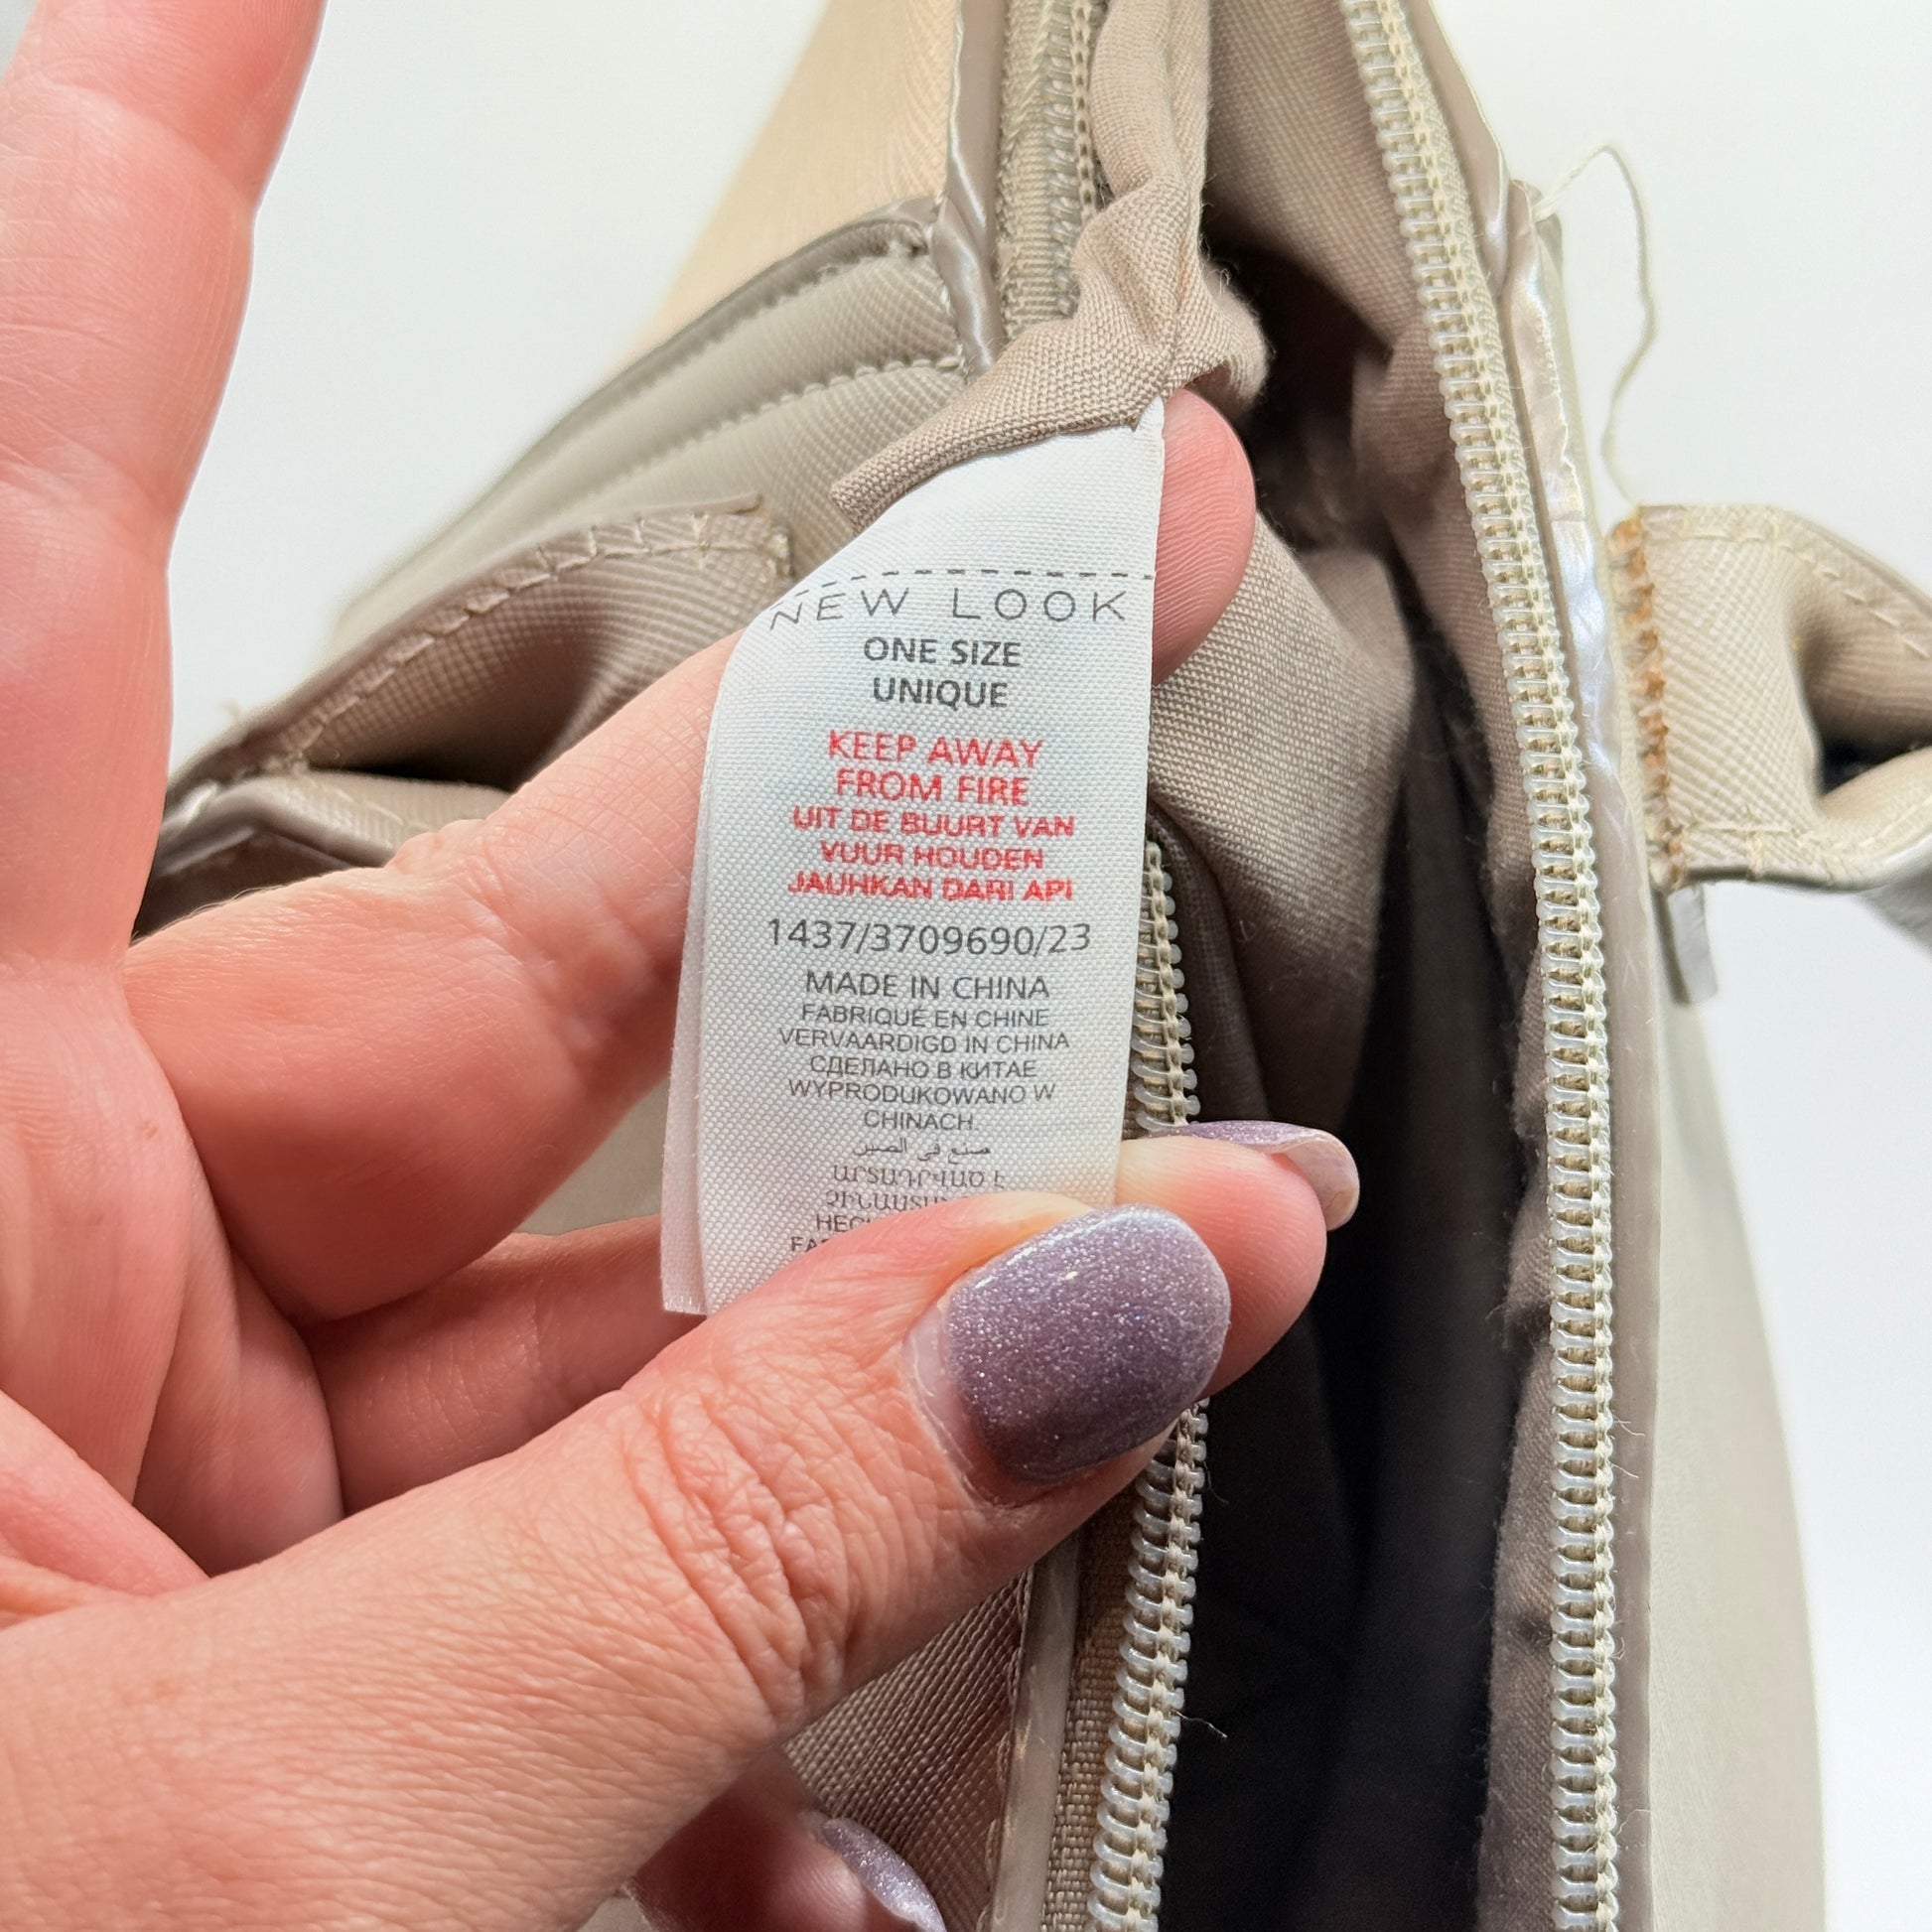 NEW LOOK
ONE SIZE
UNIQUE
KEEP AWAY
FROM FIRE
UIT DE BUURT VAN
VUUR HOUDEN
JAUHKAN DARI API
1437/3709690/23
MADE IN CHINA
FABRIQUÉ EN CHINE
VERVAARDIGD IN CHINA
СДЕЛАНО В КИТАЕ
WYPRODUKOWANO W
CHINACH.
صنع في الصين